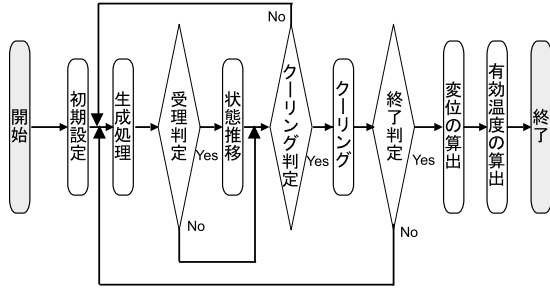 開始
初期設定
生成処理
受理判定
Yes
No
状態推移
クーリング判定
No
Yes
クーリング
終了判定
Yes
No
変位の算出
有効温度の算出
終了